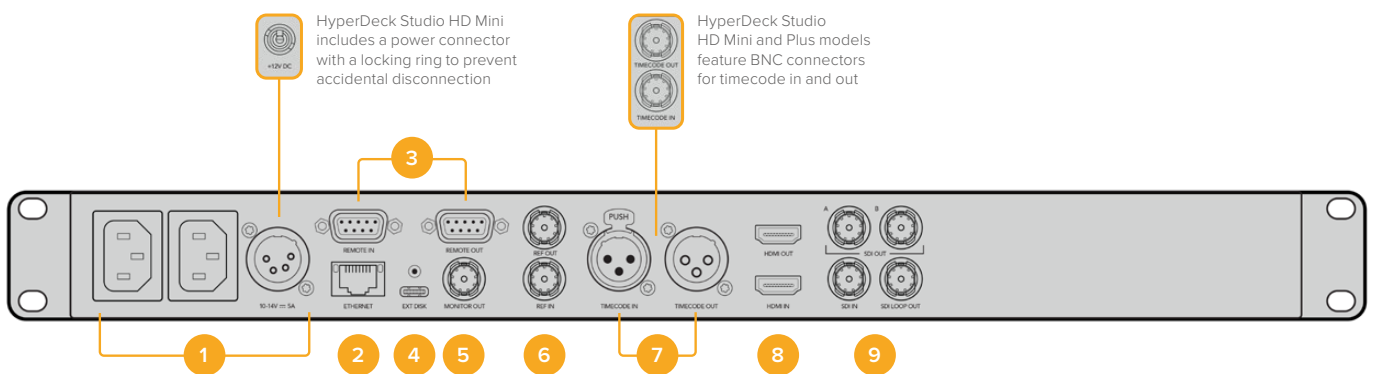 HyperDeck Studio HD Mini
includes a power connector
with a locking ring to prevent
accidental disconnection
+12V DC
HyperDeck Studio
HD Mini and Plus models
feature BNC connectors
for timecode in and out
TIMECODE OUT
TIMECODE IN
3
PUSH
A
B
REMOTE IN
REMOTE OUT
REF OUT
HDMI OUT
SDI OUT
10-14V ⎓ 5A
ETHERNET
EXT DISK
MONITOR OUT
REF IN
TIMECODE IN
TIMECODE OUT
HDMI IN
SDI IN
SDI LOOP OUT
1
2
4
5
6
7
8
9